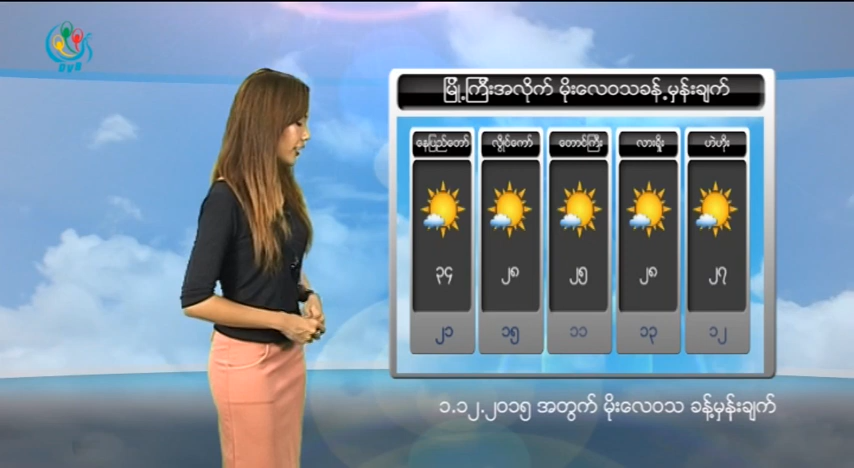 DVB
မြို့ကြီးအလိုက် မိုးလေဝသခန့်မှန်းချက်
နေပြည်တော် လွိုင်ကော် တောင်ကြီး လားရှိုး ဟဲဟိုး
၃၄ ၂၈ ၂၅ ၂၈ ၂၇
၂၁ ၁၅ ၁၁ ၁၃ ၁၂
၁.၁၂.၂၀၁၅ အတွက် မိုးလေဝသ ခန့်မှန်းချက်